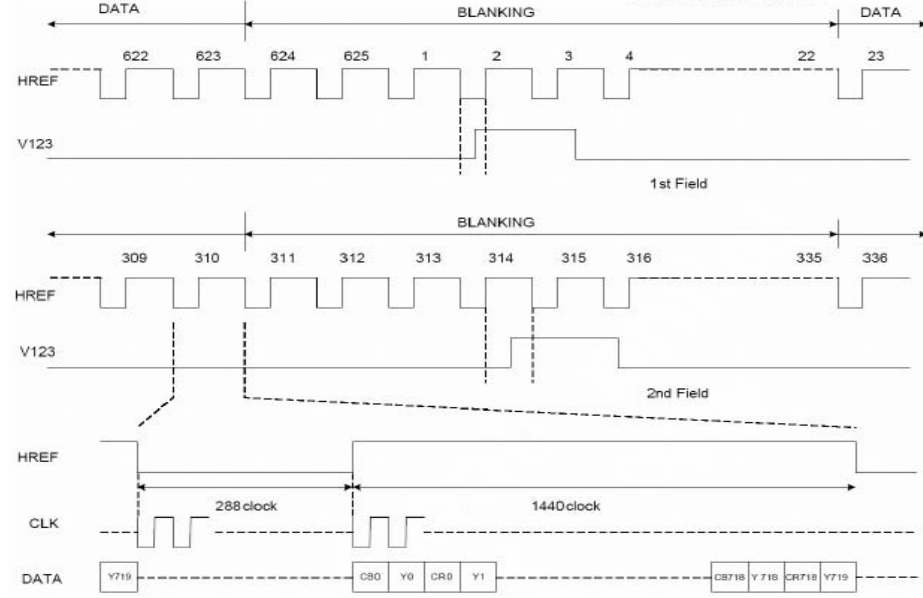 DATA BLANKING DATA
622 623 624 625 1 2 3 4 22 23
HREF
V123
1st Field
BLANKING
309 310 311 312 313 314 315 316 335 336
HREF
V123
2nd Field
HREF
288clock 1440clock
CLK
DATA Y719 CB0 Y0 CR0 Y1 CB718 Y718 CR718 Y719